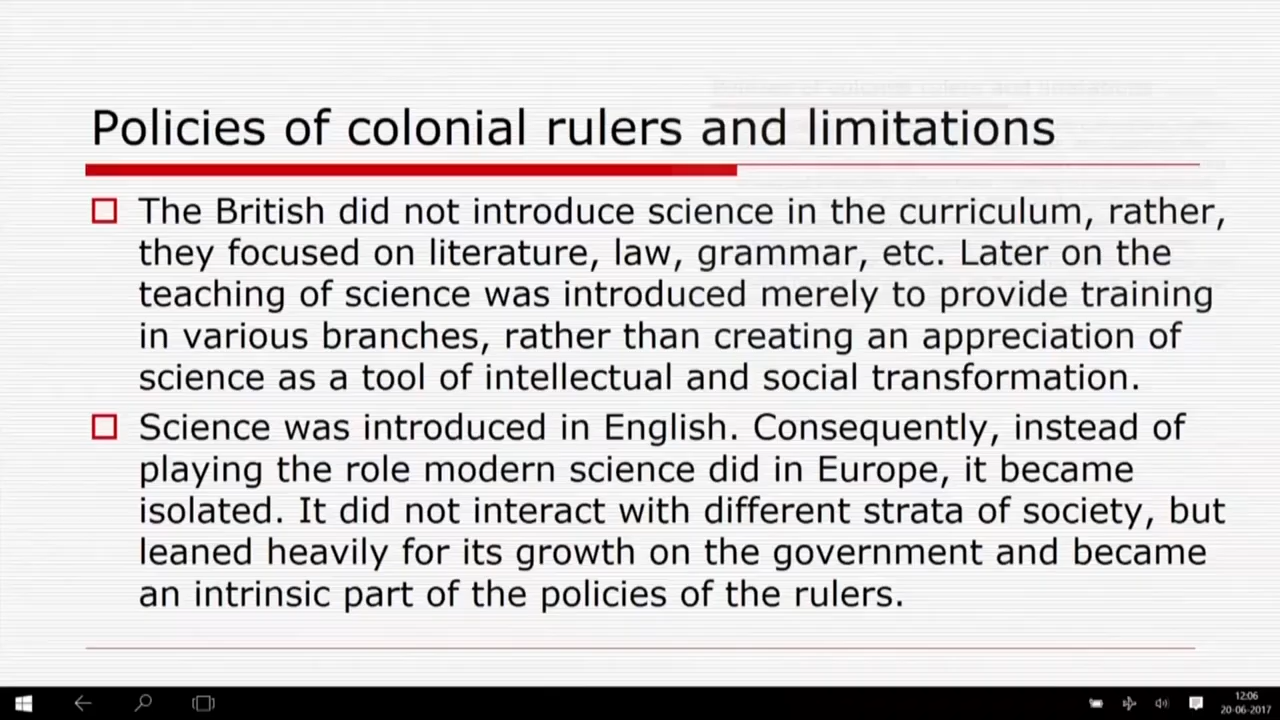 Policies of colonial rulers and limitations
The British did not introduce science in the curriculum, rather,
they focused on literature, law, grammar, etc. Later on the
teaching of science was introduced merely to provide training
in various branches, rather than creating an appreciation of
science as a tool of intellectual and social transformation.
Science was introduced in English. Consequently, instead of
playing the role modern science did in Europe, it became
isolated. It did not interact with different strata of society, but
leaned heavily for its growth on the government and became
an intrinsic part of the policies of the rulers.
12:06
20-06-2017